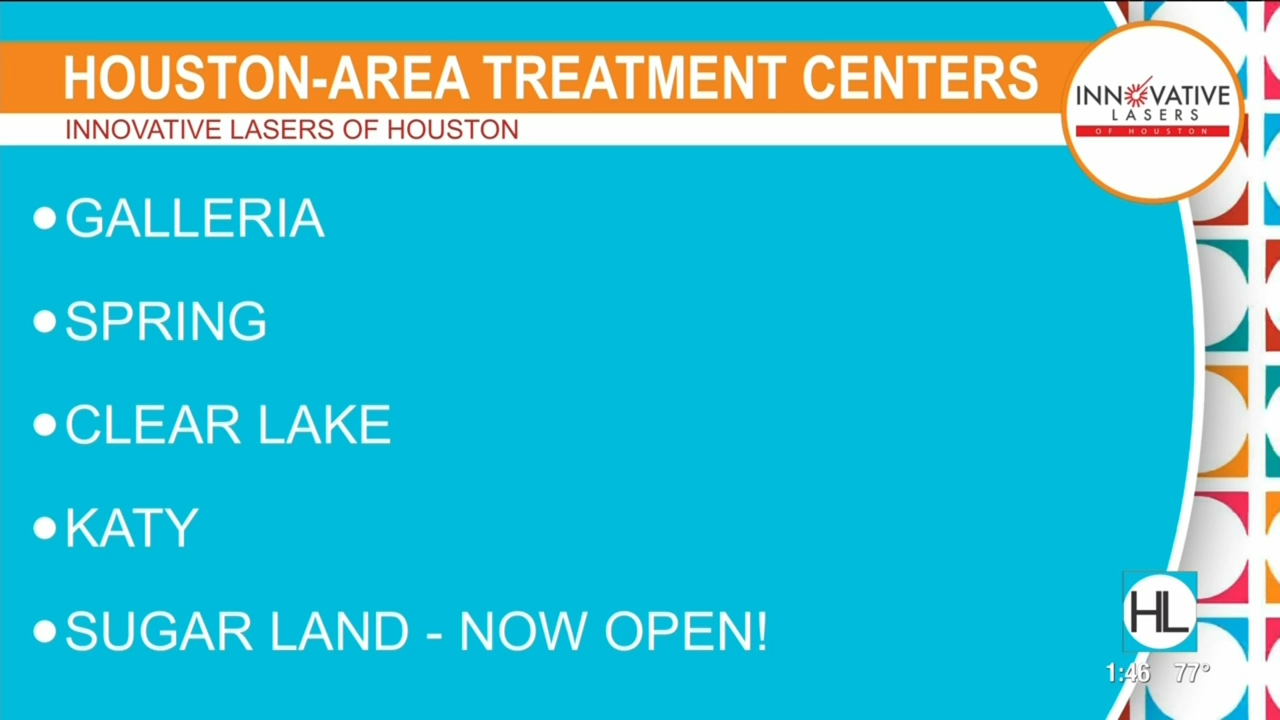 HOUSTON-AREA TREATMENT CENTERS
INNOVATIVE LASERS OF HOUSTON
INNOVATIVE
LASERS
OF HOUSTON
•GALLERIA
•SPRING
•CLEAR LAKE
•KATY
•SUGAR LAND - NOW OPEN!
HL
1:46 77°